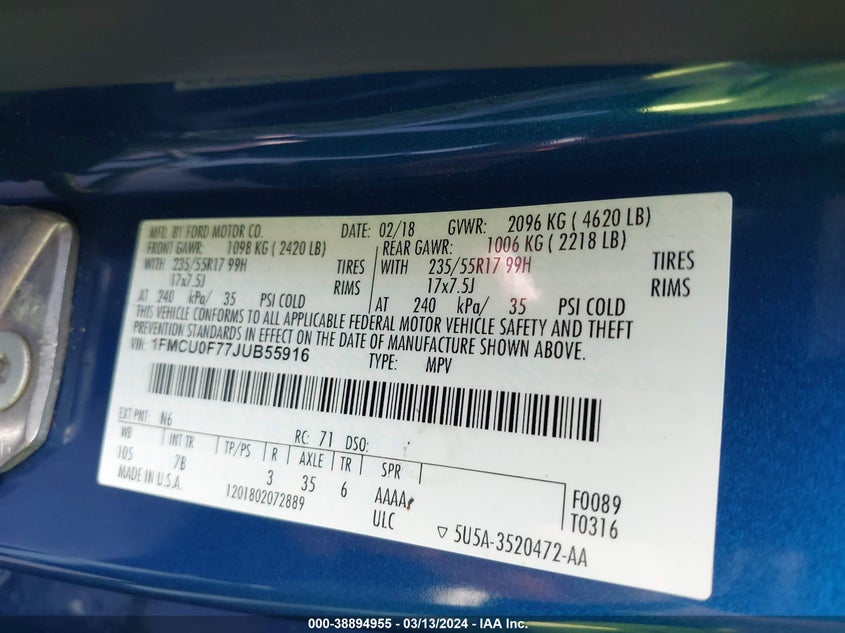 MFD. BY FORD MOTOR CO. DATE: 02/18 GVWR: 2096 KG ( 4620 LB)
FRONT GAWR: 1098 KG ( 2420 LB) REAR GAWR: 1006 KG ( 2218 LB)
WITH 235/55R17 99H TIRES WITH 235/55R17 99H TIRES
17x7.5J RIMS 17x7.5J RIMS
AT 240 kPa/ 35 PSI COLD AT 240 kPa/ 35 PSI COLD
THIS VEHICLE CONFORMS TO ALL APPLICABLE FEDERAL MOTOR VEHICLE SAFETY AND THEFT
PREVENTION STANDARDS IN EFFECT ON THE DATE OF MANUFACTURE SHOWN ABOVE.
VIN: 1FMCU0F77JUB55916 TYPE: MPV
EXT PNT: N6 RC: 71 DSO:
WB INT TR TP/PS R AXLE TR SPR
105 7B 3 35 6 AAAA F0089
MADE IN U.S.A. 1201802072889 ULC T0316
▽ 5U5A-3520472-AA
000-38894955 / 03/13/2024 - IAA Inc.